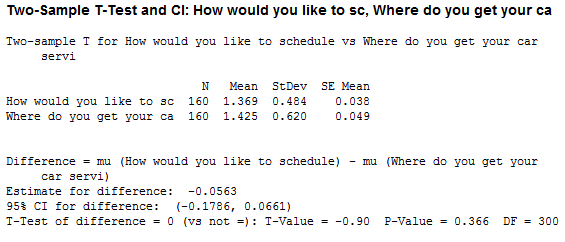 Two-Sample T-Test and CI: How would you like to sc, Where do you get your ca
Two-sample T for How would you like to schedule vs Where do you get your car
servi
N Mean StDev SE Mean
How would you like to sc 160 1.369 0.484 0.038
Where do you get your ca 160 1.425 0.620 0.049
Difference = mu (How would you like to schedule) - mu (Where do you get your
car servi)
Estimate for difference: -0.0563
95% CI for difference: (-0.1786, 0.0661)
T-Test of difference = 0 (vs not =): T-Value = -0.90 P-Value = 0.366 DF = 300